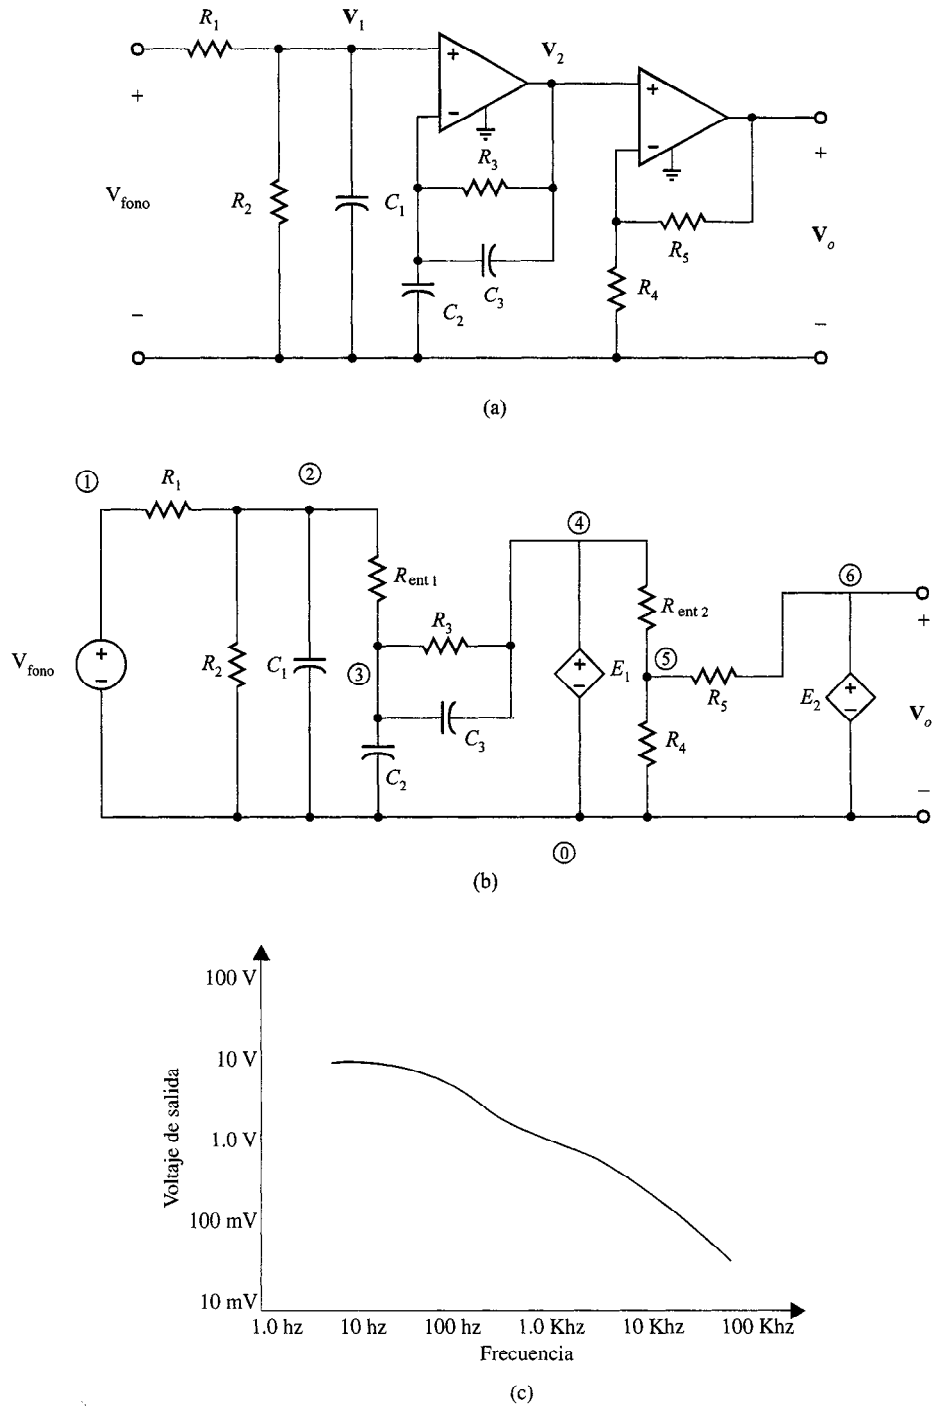 R1
V1
V2
+
+
+
−
−
Vfono
R2
C1
R3
C3
C2
R5
R4
+
Vo
−
−
(a)
1
R1
2
4
6
Rent 1
Rent 2
+
R3
5
Vfono
+
−
R2
C1
3
+
−
E1
R5
E2
+
−
Vo
C3
R4
C2
−
0
(b)
100 V
10 V
1.0 V
100 mV
10 mV
Voltaje de salida
1.0 hz 10 hz 100 hz 1.0 Khz 10 Khz 100 Khz
Frecuencia
(c)